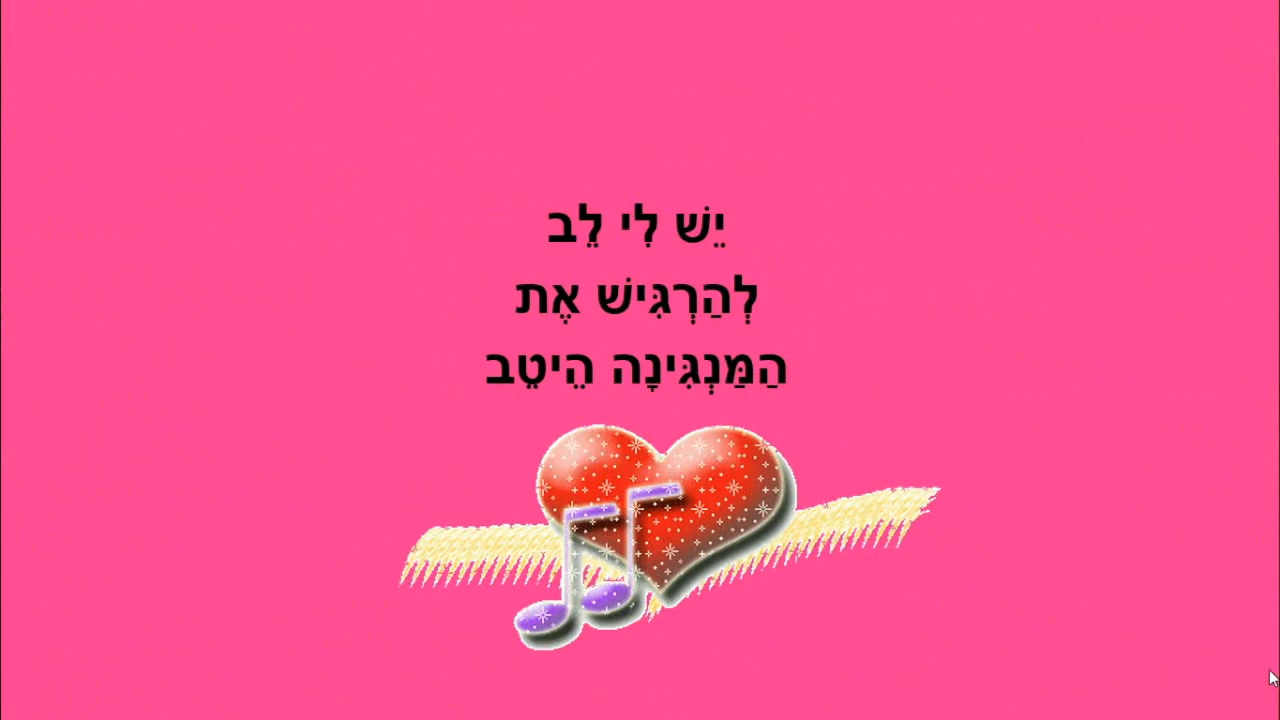 יֵשׁ לִי לֵב
לְהַרְגִּישׁ אֶת
הַמַּנְגִּינָה הֵיטֵב